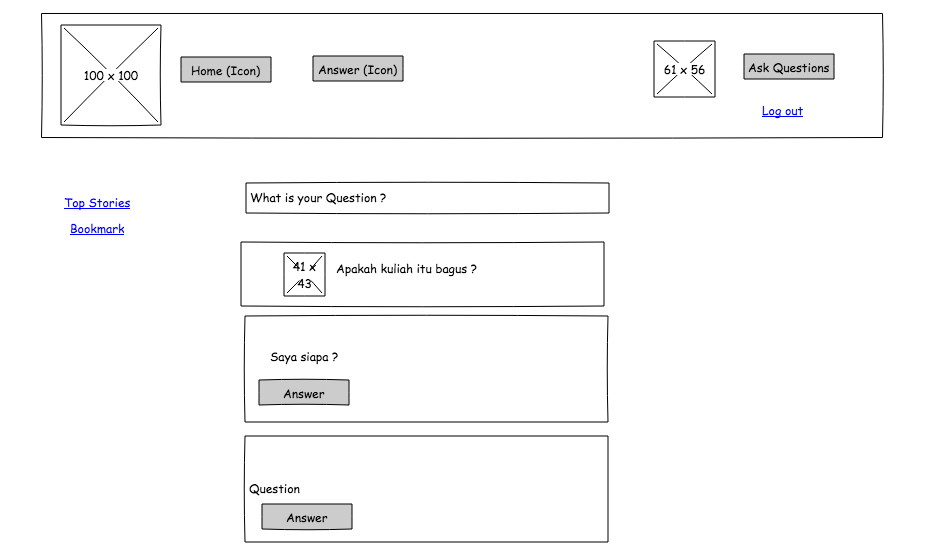 100 x 100
Home (Icon)
Answer (Icon)
61 x 56
Ask Questions
Log out
Top Stories
Bookmark
What is your Question ?
41 x
43
Apakah kuliah itu bagus ?
Saya siapa ?
Answer
Question
Answer